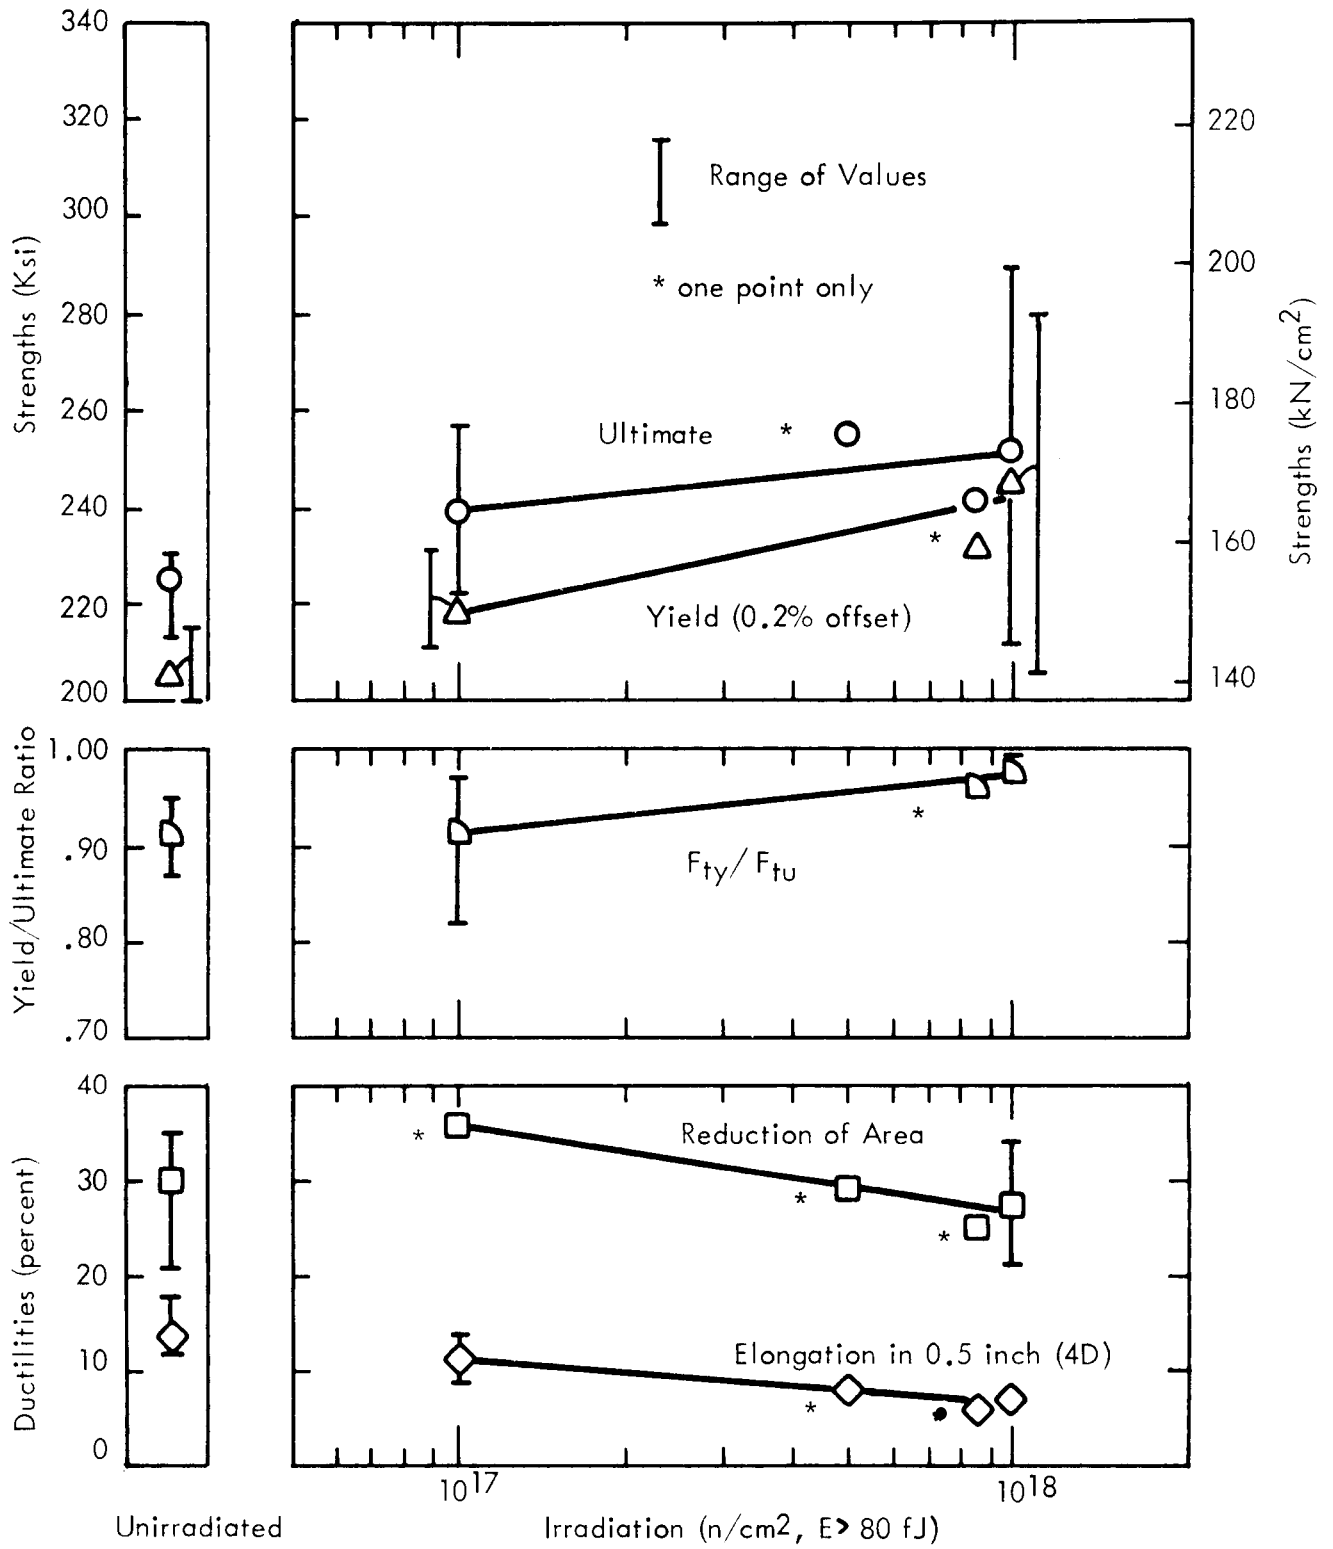 340
320
300
280
260
240
220
200
Strengths (Ksi)
Range of Values
* one point only
Ultimate *
*
Yield (0.2% offset)
220
200
180
160
140
Strengths (kN/cm2)
1.00
.90
.80
.70
Yield/Ultimate Ratio
*
Fty/Ftu
40
30
20
10
0
Ductilities (percent)
Reduction of Area
*
*
*
Elongation in 0.5 inch (4D)
*
10^17
10^18
Unirradiated
Irradiation (n/cm2, E> 80 fJ)